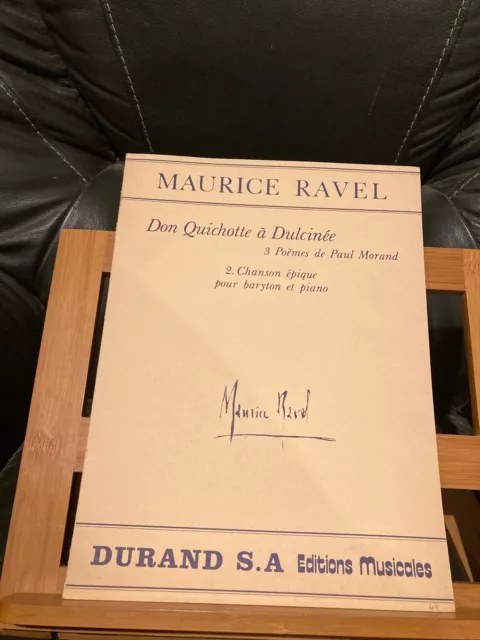 MAURICE RAVEL
Don Quichotte à Dulcinée
3 Poèmes de Paul Morand
2. Chanson épique
pour baryton et piano
Maurice Ravel
DURAND S.A Editions Musicales